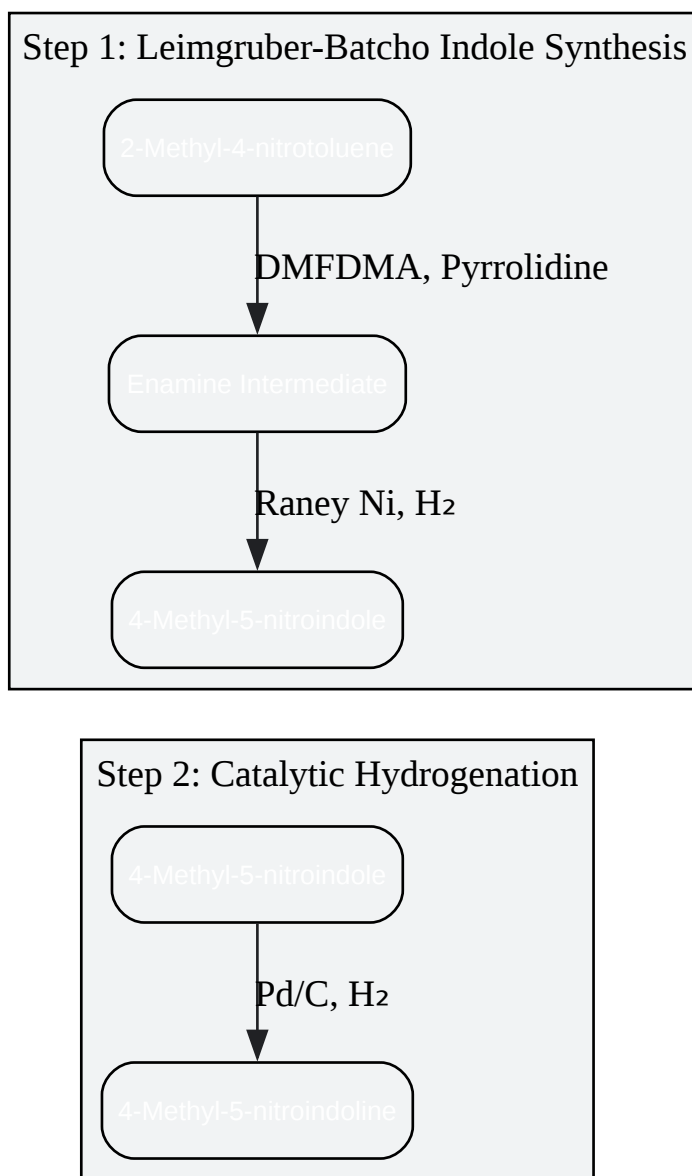 Step 1: Leimgruber-Batcho Indole Synthesis
2-Methyl-4-nitrotoluene
DMFDMA, Pyrrolidine
Enamine Intermediate
Raney Ni, H₂
4-Methyl-5-nitroindole
Step 2: Catalytic Hydrogenation
4-Methyl-5-nitroindole
Pd/C, H₂
4-Methyl-5-nitroindoline